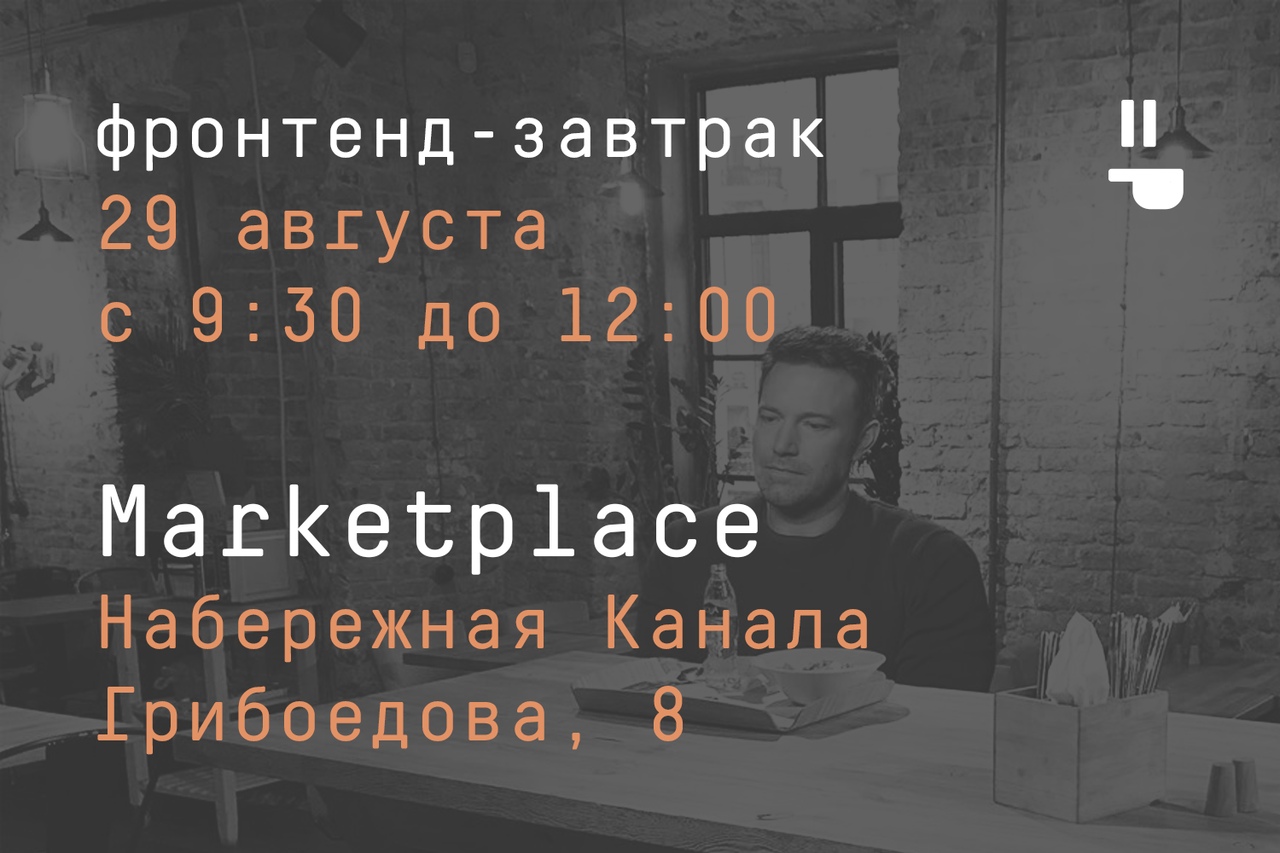 фронтенд-завтрак
29 августа
с 9:30 до 12:00
Marketplace
Набережная Канала
Грибоедова, 8